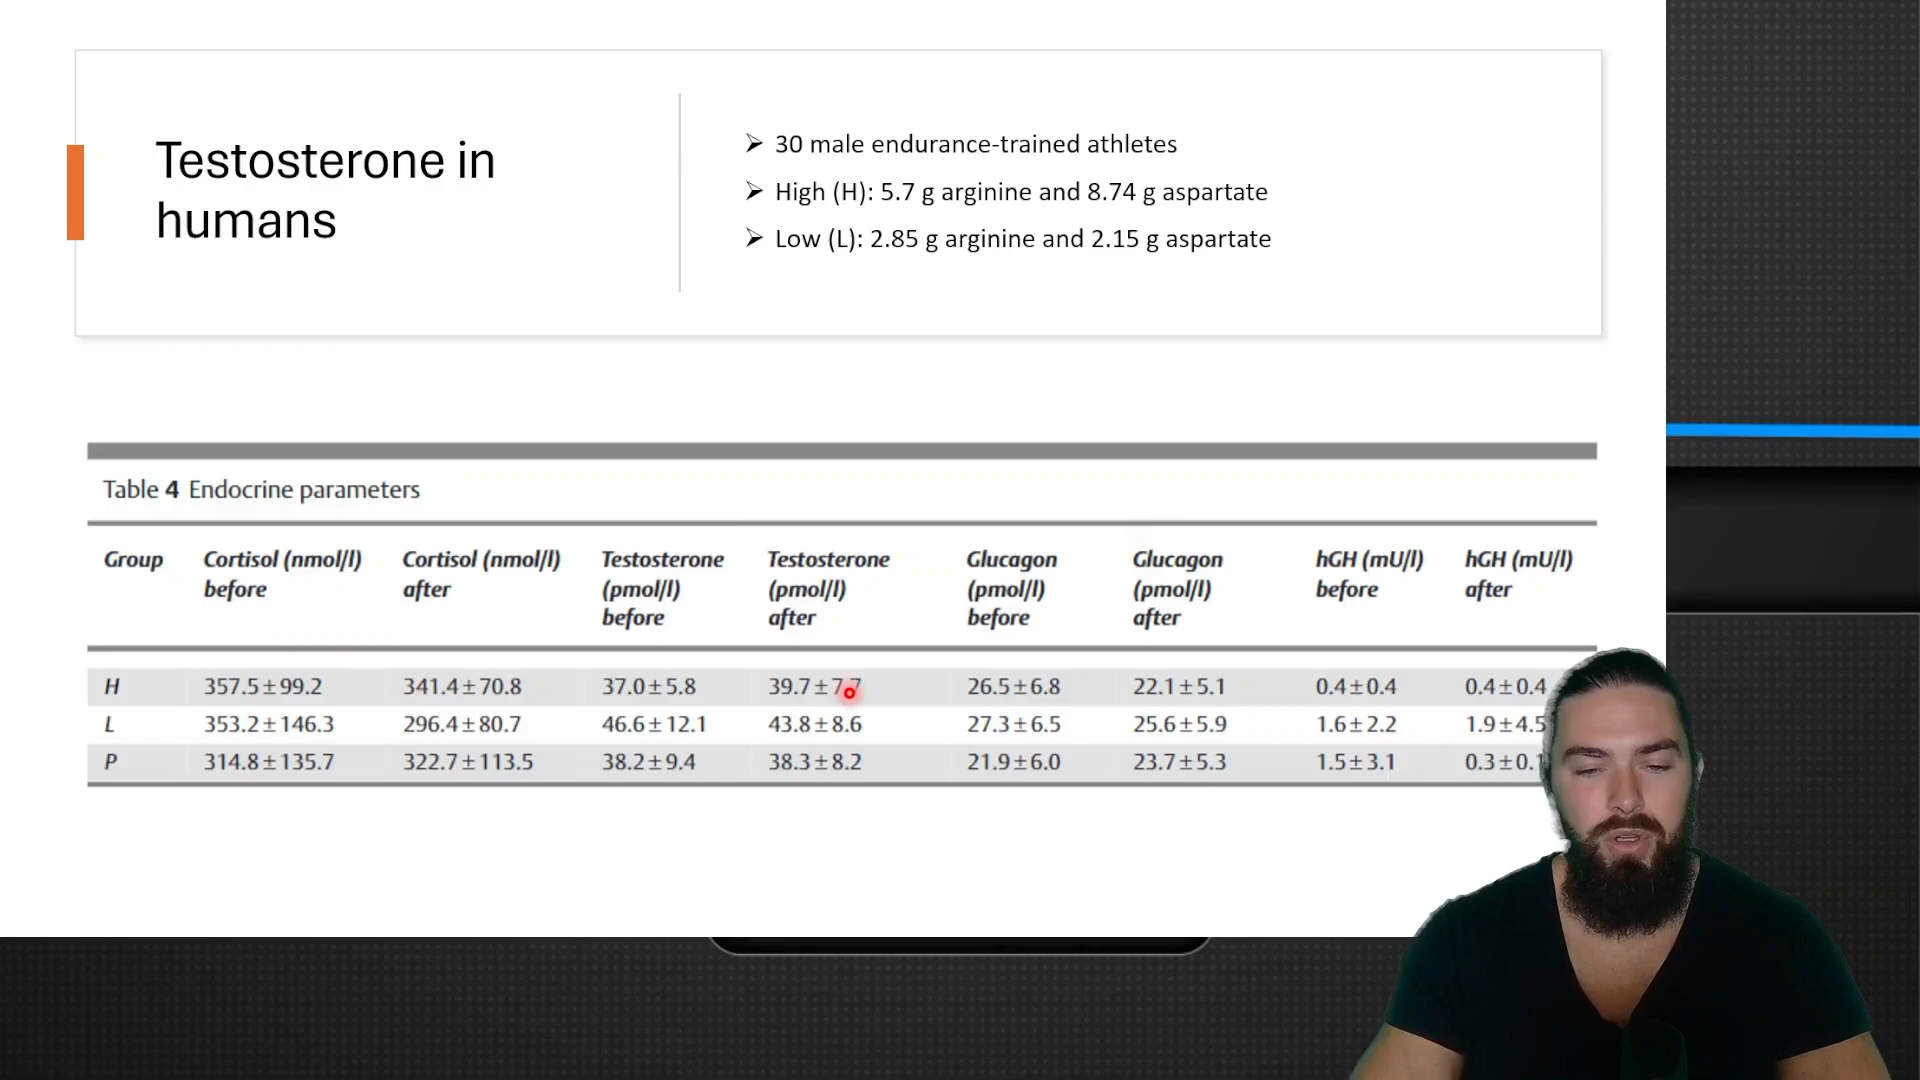 Testosterone in
humans
30 male endurance-trained athletes
High (H): 5.7 g arginine and 8.74 g aspartate
Low (L): 2.85 g arginine and 2.15 g aspartate
Table 4 Endocrine parameters
Group Cortisol (nmol/l) before Cortisol (nmol/l) after Testosterone (pmol/l) before Testosterone (pmol/l) after Glucagon (pmol/l) before Glucagon (pmol/l) after hGH (mU/l) before hGH (mU/l) after
H 357.5±99.2 341.4±70.8 37.0±5.8 39.7±7.7 26.5±6.8 22.1±5.1 0.4±0.4 0.4±0.4
L 353.2±146.3 296.4±80.7 46.6±12.1 43.8±8.6 27.3±6.5 25.6±5.9 1.6±2.2 1.9±4.5
P 314.8±135.7 322.7±113.5 38.2±9.4 38.3±8.2 21.9±6.0 23.7±5.3 1.5±3.1